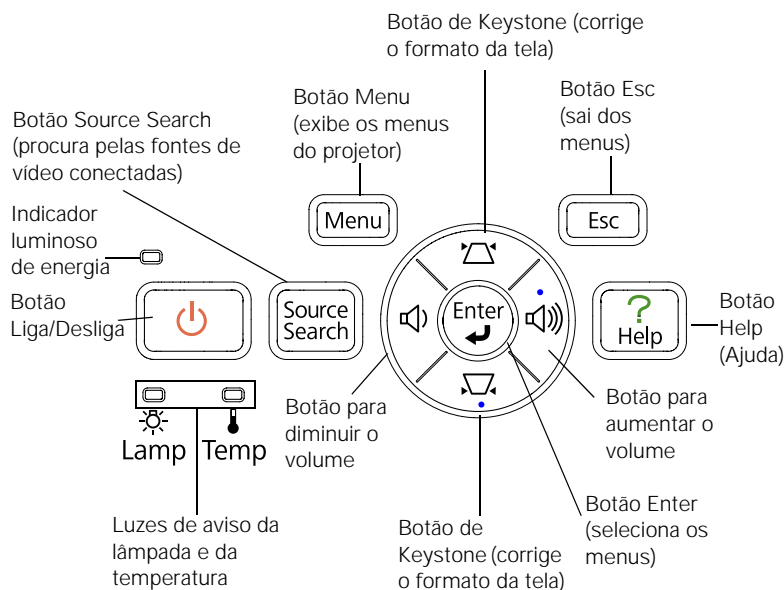 Botão de Keystone (corrige
o formato da tela)
Botão Menu
(exibe os menus
do projetor)
Botão Esc
(sai dos
menus)
Botão Source Search
(procura pelas fontes de
vídeo conectadas)
Indicador
luminoso
de energia
Menu
Esc
Botão
Liga/Desliga
Source
Search
Enter
?
Help
Botão
Help
(Ajuda)
Lamp
Temp
Botão para
diminuir o
volume
Botão para
aumentar o
volume
Luzes de aviso da
lâmpada e da
temperatura
Botão de
Keystone (corrige
o formato da tela)
Botão Enter
(seleciona os
menus)